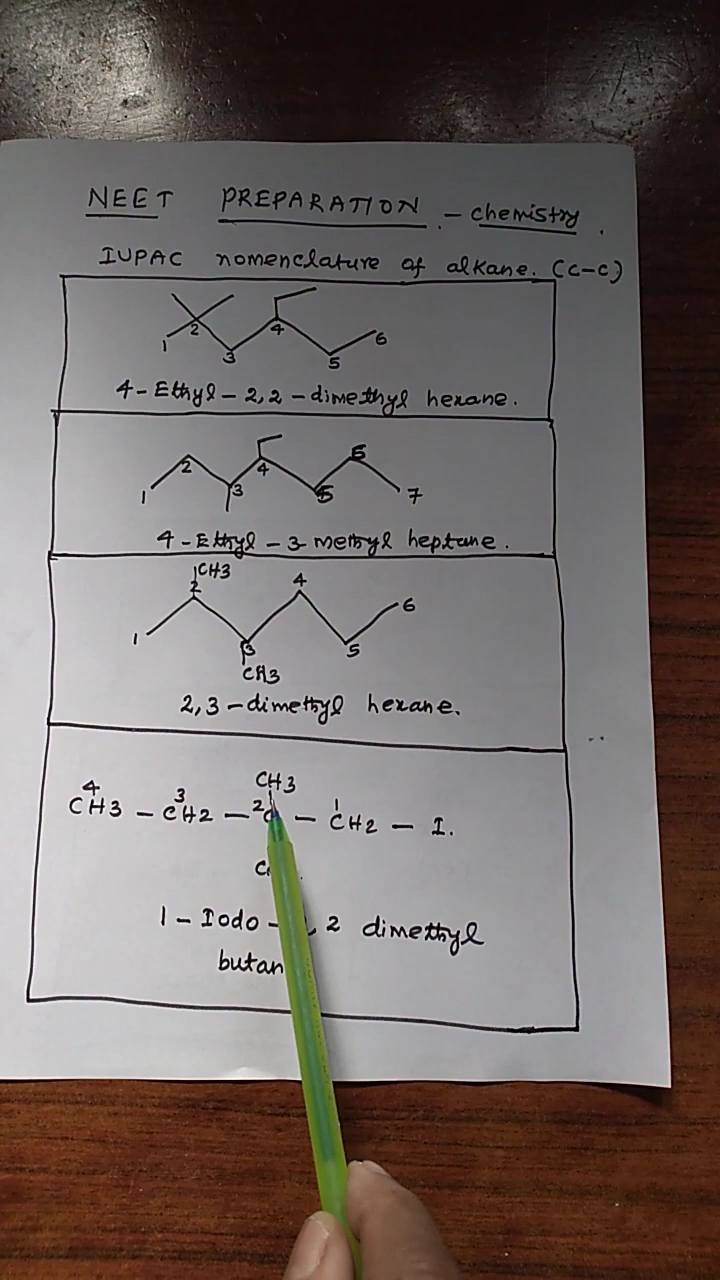 NEET PREPARATION - chemistry.
IUPAC nomenclature of alkane. (C-C)
1 2 3 4 5 6
4-Ethyl-2,2-dimethyl hexane.
1 2 3 4 5 6 7
4-Ethyl-3-methyl heptane.
CH3
1 2 3 4 5 6
CH3
2,3-dimethyl hexane.
CH3
4 3 2 1
CH3 - CH2 - C - CH2 - I.
1-Iodo- ,2 dimethyl
butan